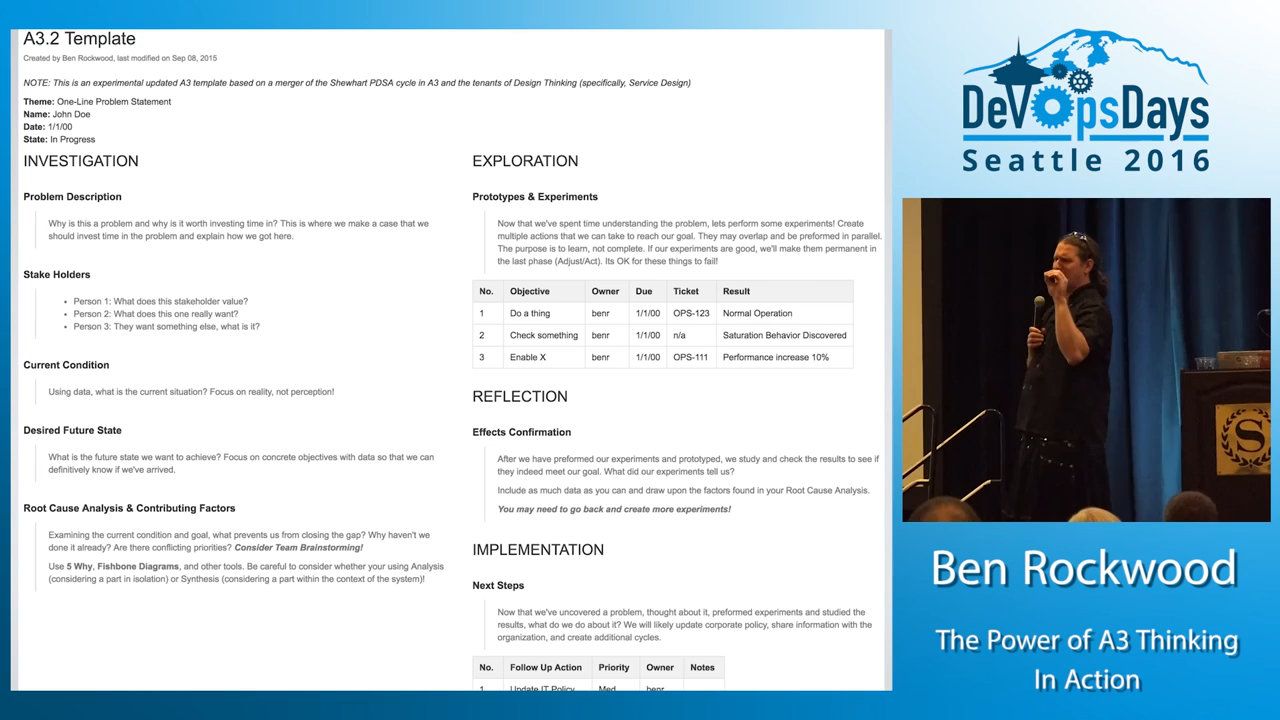 A3.2 Template
Created by Ben Rockwood, last modified on Sep 08, 2015
NOTE: This is an experimental updated A3 template based on a merger of the Shewhart PDSA cycle in A3 and the tenants of Design Thinking (specifically, Service Design)
Theme: One-Line Problem Statement
Name: John Doe
Date: 1/1/00
State: In Progress
INVESTIGATION
Problem Description
Why is this a problem and why is it worth investing time in? This is where we make a case that we
should invest time in the problem and explain how we got here.
Stake Holders
• Person 1: What does this stakeholder value?
• Person 2: What does this one really want?
• Person 3: They want something else, what is it?
Current Condition
Using data, what is the current situation? Focus on reality, not perception!
Desired Future State
What is the future state we want to achieve? Focus on concrete objectives with data so that we can
definitively know if we've arrived.
Root Cause Analysis & Contributing Factors
Examining the current condition and goal, what prevents us from closing the gap? Why haven't we
done it already? Are there conflicting priorities? Consider Team Brainstorming!
Use 5 Why, Fishbone Diagrams, and other tools. Be careful to consider whether your using Analysis
(considering a part in isolation) or Synthesis (considering a part within the context of the system)!
EXPLORATION
Prototypes & Experiments
Now that we've spent time understanding the problem, lets perform some experiments! Create
multiple actions that we can take to reach our goal. They may overlap and be preformed in parallel.
The purpose is to learn, not complete. If our experiments are good, we'll make them permanent in
the last phase (Adjust/Act). Its OK for these things to fail!
No. Objective Owner Due Ticket Result
1 Do a thing benr 1/1/00 OPS-123 Normal Operation
2 Check something benr 1/1/00 n/a Saturation Behavior Discovered
3 Enable X benr 1/1/00 OPS-111 Performance increase 10%
REFLECTION
Effects Confirmation
After we have preformed our experiments and prototyped, we study and check the results to see if
they indeed meet our goal. What did our experiments tell us?
Include as much data as you can and draw upon the factors found in your Root Cause Analysis.
You may need to go back and create more experiments!
IMPLEMENTATION
Next Steps
Now that we've uncovered a problem, thought about it, preformed experiments and studied the
results, what do we do about it? We will likely update corporate policy, share information with the
organization, and create additional cycles.
No. Follow Up Action Priority Owner Notes
1 Update IT Policy Med benr
DevOpsDays
Seattle 2016
S
Ben Rockwood
The Power of A3 Thinking
In Action